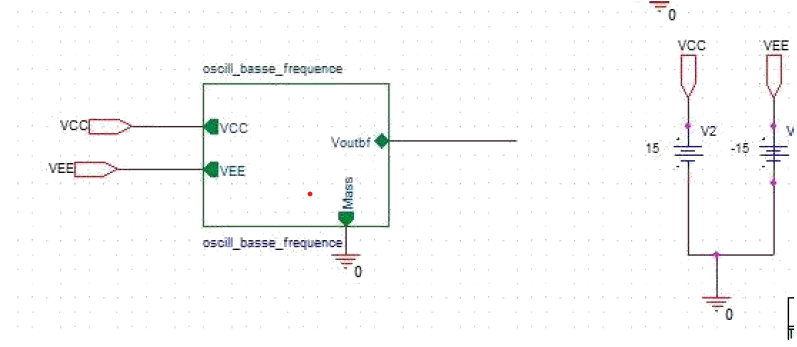 0
VCC
VEE
oscill_basse_frequence
VCC
VCC
Voutbf
V2
15
-15
VEE
VEE
Mass
oscill_basse_frequence
0
0